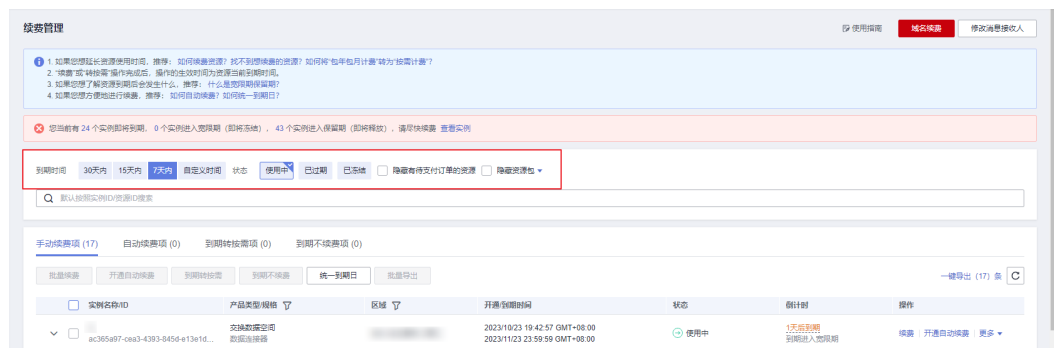 续费管理
使用指南
域名续费
修改消息接收人
1. 如果您想延长资源使用时间，推荐： 如何续费资源？找不到想续费的资源？如何将“包年包月计费”转为“按需计费”？
2. “续费”或“转按需”操作完成后，操作的生效时间为资源当前到期时间。
3. 如果您想了解资源到期后会发生什么，推荐： 什么是宽限期保留期？
4. 如果您想方便地进行续费，推荐： 如何自动续费？如何统一到期日？
您当前有 24 个实例即将到期， 0 个实例进入宽限期（即将冻结）， 43 个实例进入保留期（即将释放），请尽快续费 查看实例
到期时间 30天内 15天内 7天内 自定义时间 状态 使用中 已过期 已冻结 隐藏有待支付订单的资源 隐藏资源包
默认按照实例ID/资源ID搜索
手动续费项 (17) 自动续费项 (0) 到期转按需项 (0) 到期不续费项 (0)
批量续费 开通自动续费 到期转按需 到期不续费 统一到期日 批量导出 一键导出（17）条
实例名称/ID 产品类型/规格 区域 开通/到期时间 状态 倒计时 操作
交换数据空间 2023/10/23 19:42:57 GMT+08:00 使用中 1天后到期 续费 开通自动续费 更多
ac365a97-cea3-4393-845d-e13e1d... 数据连接器 2023/11/23 23:59:59 GMT+08:00 到期进入宽限期